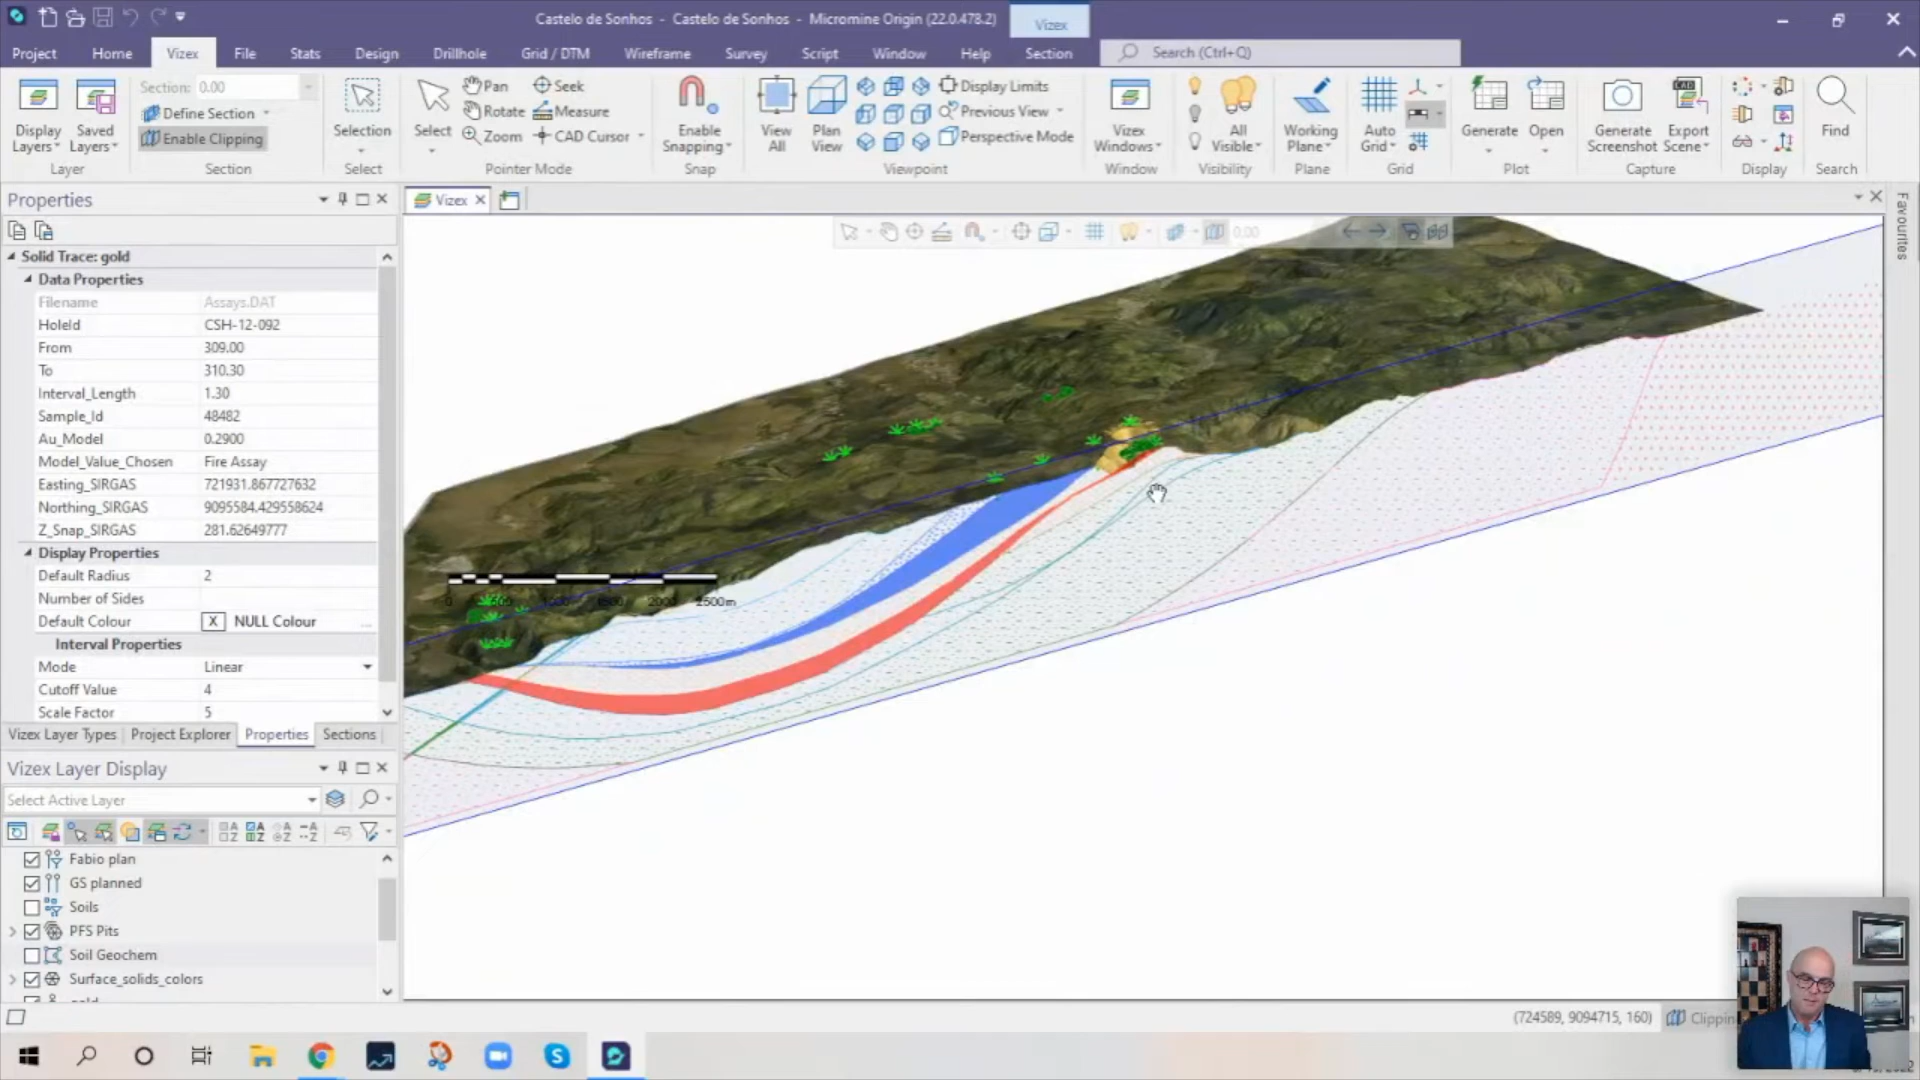 Castelo de Sonhos - Castelo de Sonhos - Micromine Origin (22.0.478.2)
Vizex
Project Home Vizex File Stats Design Drillhole Grid / DTM Wireframe Survey Script Window Help Section
Search (Ctrl+Q)
Display Layers
Saved Layers
Layer
Section: 0.00
Define Section
Enable Clipping
Section
Selection
Select
Select
Pan
Rotate
Zoom
Seek
Measure
CAD Cursor
Pointer Mode
Enable Snapping
Snap
View All
Plan View
Display Limits
Previous View
Perspective Mode
Viewpoint
Vizex Windows
Window
All Visible
Visibility
Working Plane
Plane
Auto Grid
Grid
Generate
Open
Plot
Generate Screenshot
CAD
Export Scene
Capture
Display
Find
Search
Properties
Solid Trace: gold
Data Properties
Filename Assays.DAT
HoleId CSH-12-092
From 309.00
To 310.30
Interval_Length 1.30
Sample_Id 48482
Au_Model 0.2900
Model_Value_Chosen Fire Assay
Easting_SIRGAS 721931.867727632
Northing_SIRGAS 9095584.429558624
Z_Snap_SIRGAS 281.62649777
Display Properties
Default Radius 2
Number of Sides
Default Colour X NULL Colour ...
Interval Properties
Mode Linear
Cutoff Value 4
Scale Factor 5
Vizex Layer Types Project Explorer Properties Sections
Vizex Layer Display
Select Active Layer
Fabio plan
GS planned
Soils
PFS Pits
Soil Geochem
Surface_solids_colors
gold
Vizex
0.00
0 500 1000 1500 2000 2500m
Favourites
(724589, 9094715, 160)